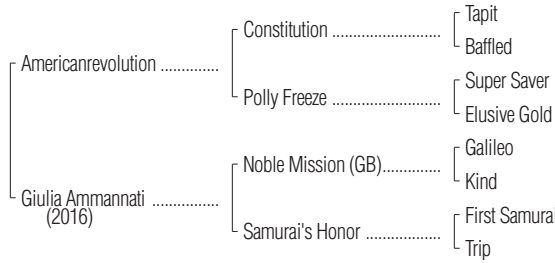 Tapit
Constitution ..........................
Baffled
Americanrevolution ..............
Super Saver
Polly Freeze ..........................
Elusive Gold
Galileo
Noble Mission (GB)..............
Kind
Giulia Ammannati ................
(2016)
First Samurai
Samurai's Honor ..................
Trip